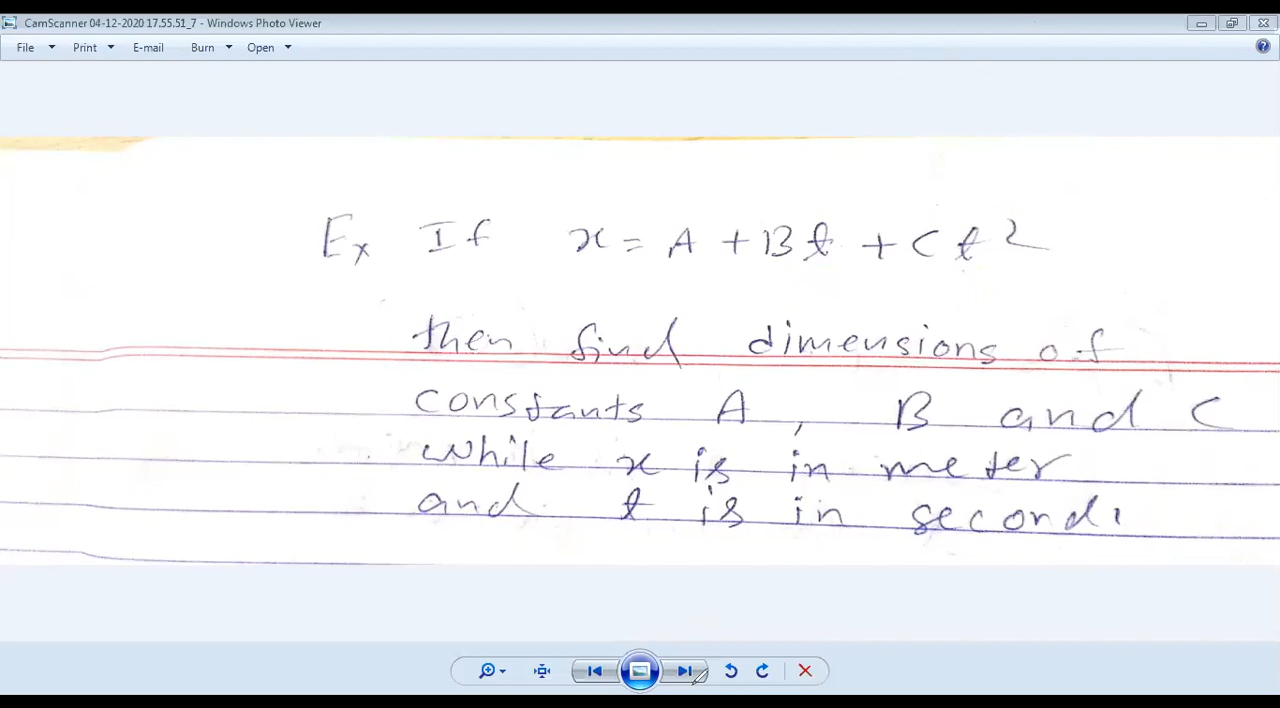 CamScanner 04-12-2020 17.55.51_7 - Windows Photo Viewer
File Print E-mail Burn Open
Ex If x = A + Bt + Ct²
then find dimensions of
constants A, B and C
while x is in meter
and t is in second.